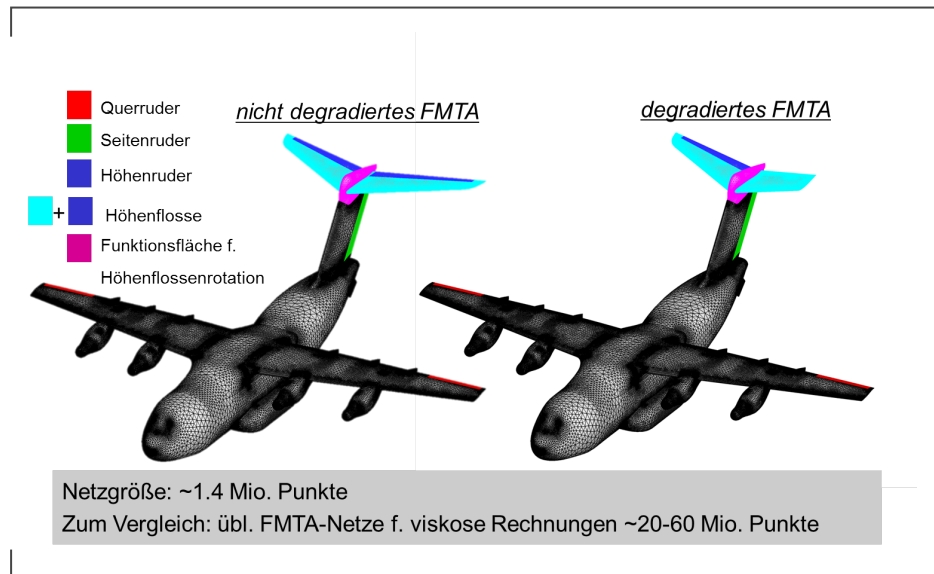 nicht degradiertes FMTA
degradiertes FMTA
Querruder
Seitenruder
Höhenruder
+
Höhenflosse
Funktionsfläche f.
Höhenflossenrotation
Netzgröße: ~1.4 Mio. Punkte
Zum Vergleich: übl. FMTA-Netze f. viskose Rechnungen ~20-60 Mio. Punkte